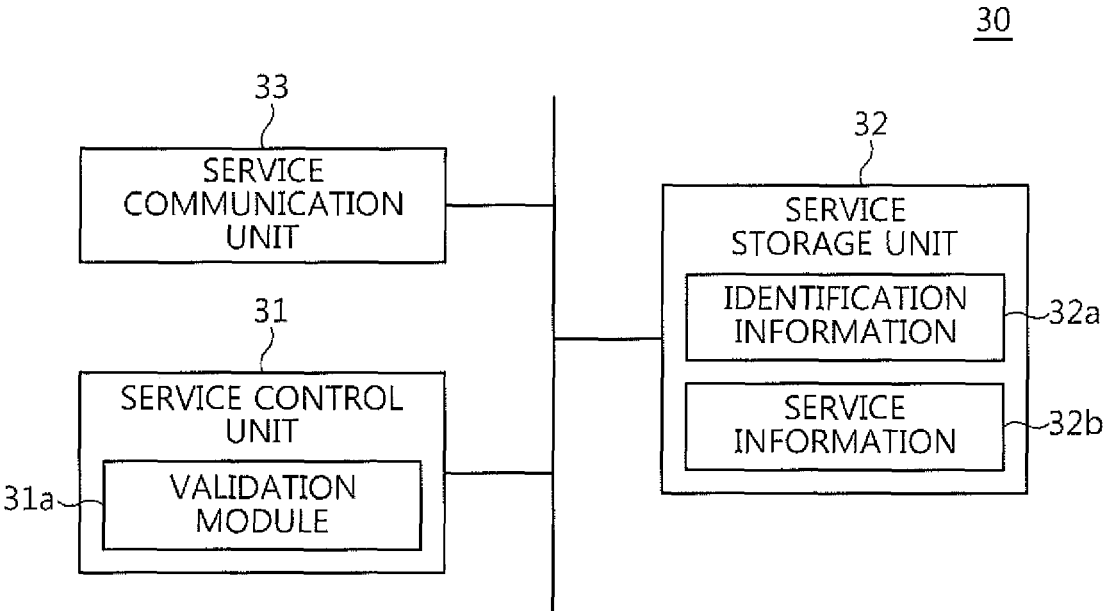 30
33
SERVICE
COMMUNICATION
UNIT
32
SERVICE
STORAGE UNIT
IDENTIFICATION
INFORMATION
32a
SERVICE
INFORMATION
32b
31
SERVICE CONTROL
UNIT
31a
VALIDATION
MODULE